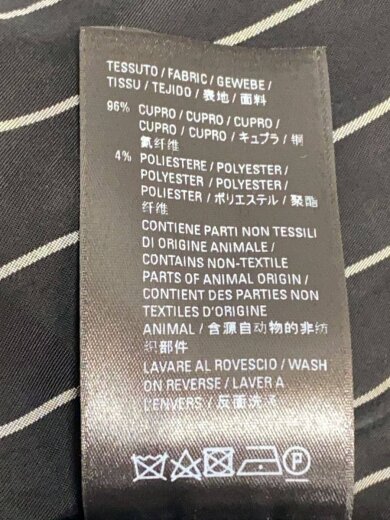 TESSUTO / FABRIC / GEWEBE /
TISSU / TEJIDO / 表地 / 面料
96% CUPRO / CUPRO / CUPRO /
CUPRO / CUPRO / キュプラ / 铜
氨纤维
4% POLIESTERE / POLYESTER /
POLYESTER / POLYESTER /
POLIESTER / ポリエステル / 聚酯
纤维
CONTIENE PARTI NON TESSILI
DI ORIGINE ANIMALE /
CONTAINS NON-TEXTILE
PARTS OF ANIMAL ORIGIN /
CONTIENT DES PARTIES NON
TEXTILES D'ORIGINE
ANIMAL / 含源自动物的非纺
织部件
LAVARE AL ROVESCIO / WASH
ON REVERSE / LAVER A
L'ENVERS / 反面洗涤
P